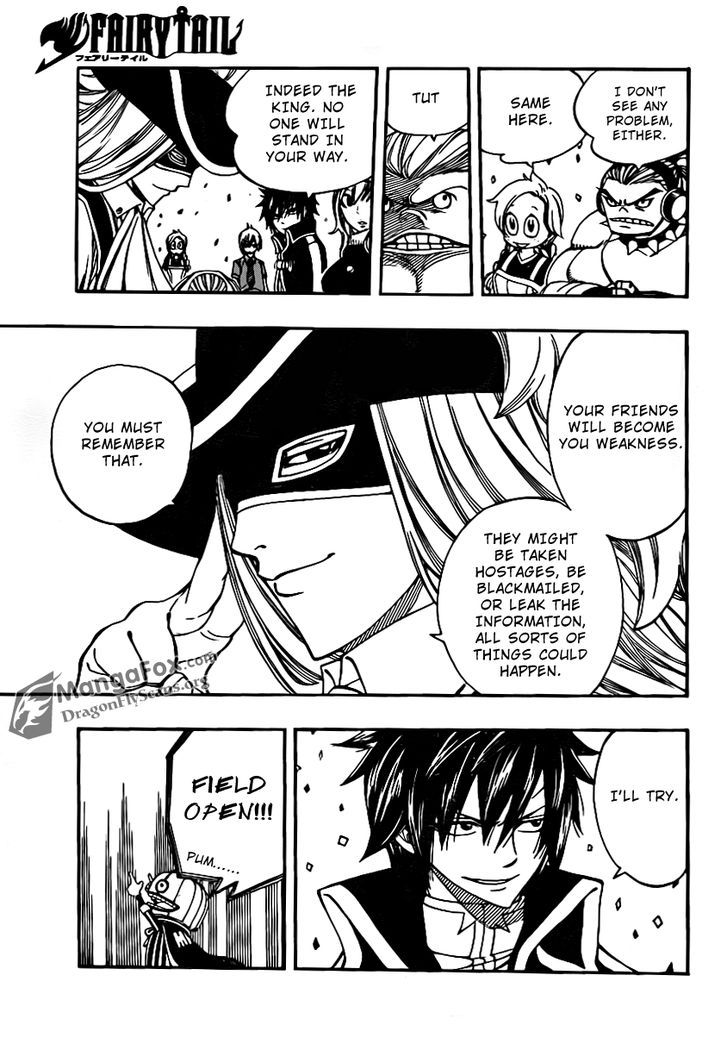 FAIRY TAIL
フェアリーテイル
I DON'T
SEE ANY
PROBLEM,
EITHER.
SAME
HERE.
TUT
INDEED THE
KING. NO
ONE WILL
STAND IN
YOUR WAY.
YOUR FRIENDS
WILL BECOME
YOU WEAKNESS.
THEY MIGHT
BE TAKEN
HOSTAGES, BE
BLACKMAILED,
OR LEAK THE
INFORMATION,
ALL SORTS OF
THINGS COULD
HAPPEN.
YOU MUST
REMEMBER
THAT.
MangaFox.com
DragonFlyScans.org
I'LL TRY.
FIELD
OPEN!!!
PUM......